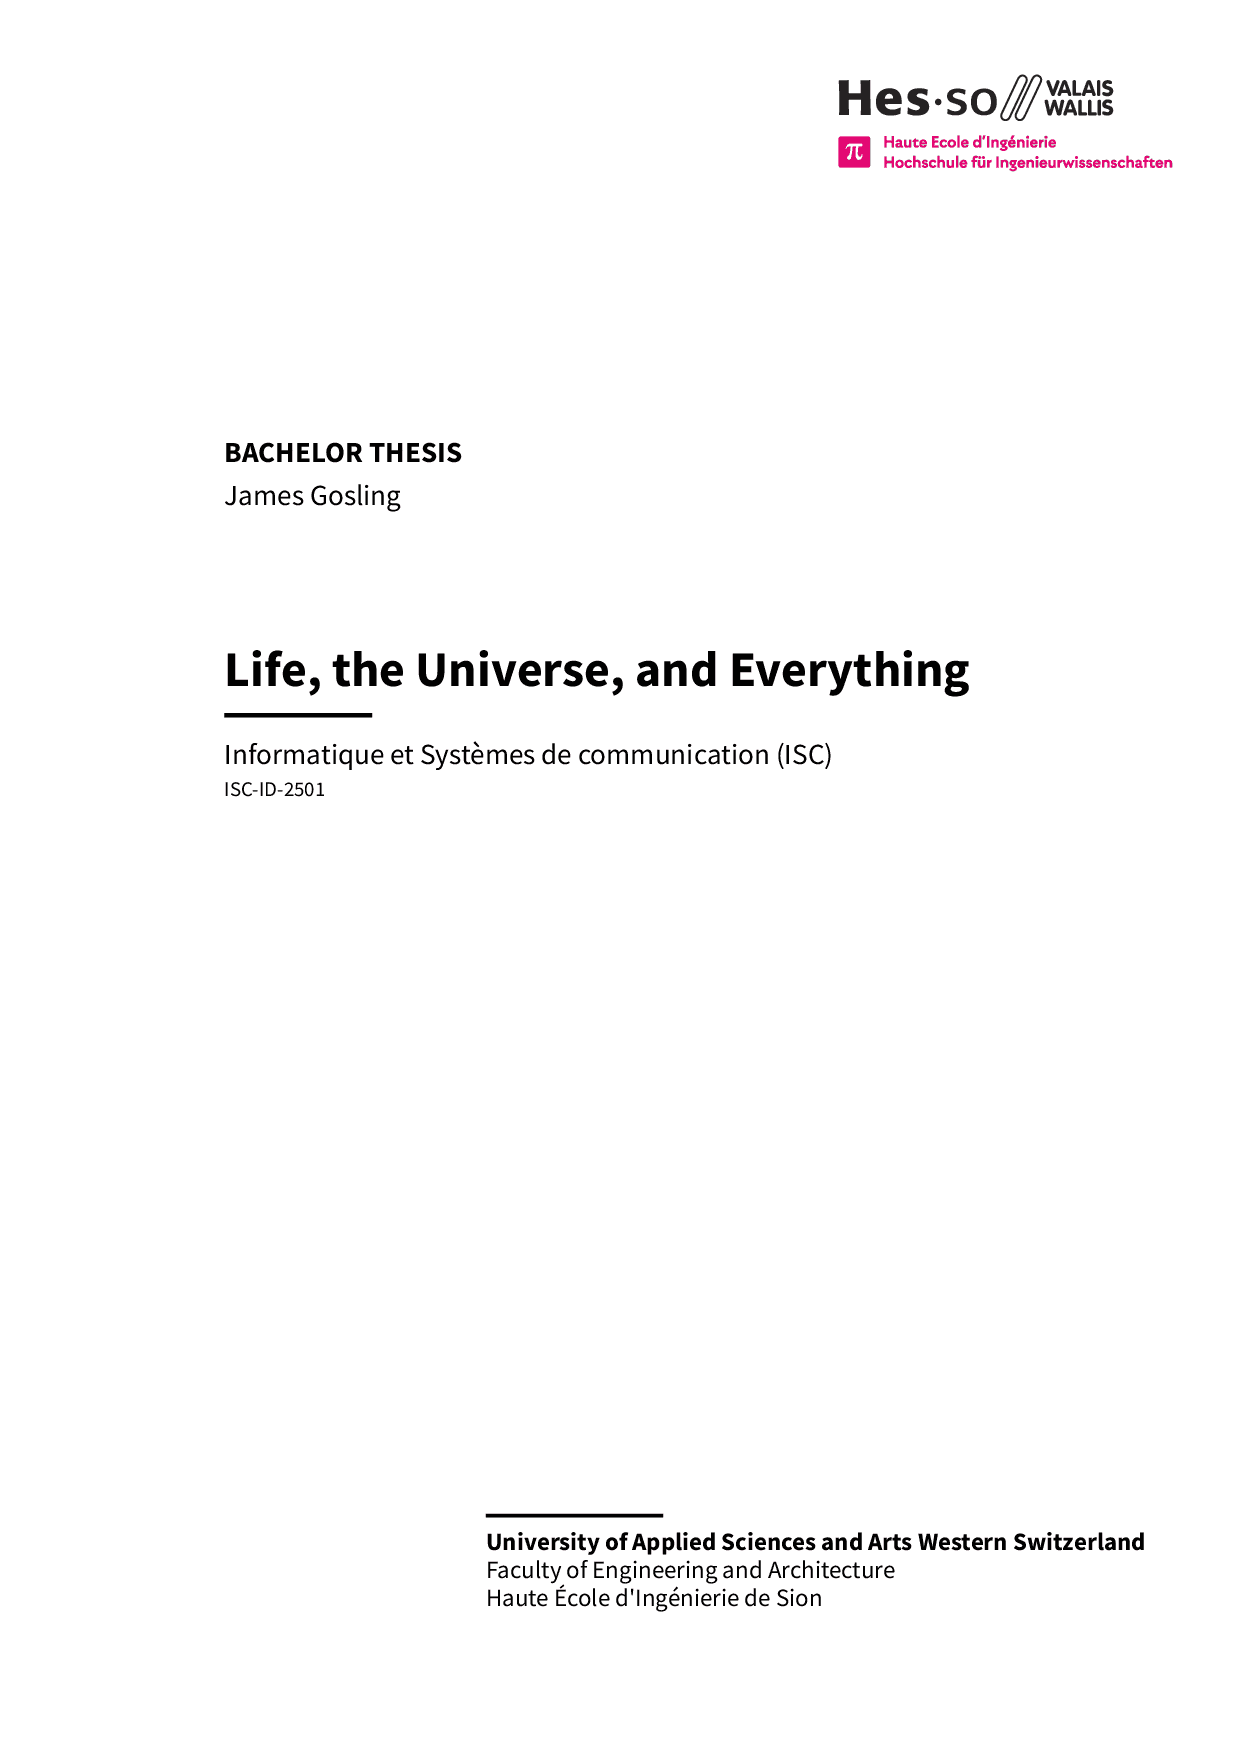 Hes·so VALAIS
WALLIS
π Haute Ecole d'Ingénierie
Hochschule für Ingenieurwissenschaften
BACHELOR THESIS
James Gosling
Life, the Universe, and Everything
Informatique et Systèmes de communication (ISC)
ISC-ID-2501
University of Applied Sciences and Arts Western Switzerland
Faculty of Engineering and Architecture
Haute École d'Ingénierie de Sion